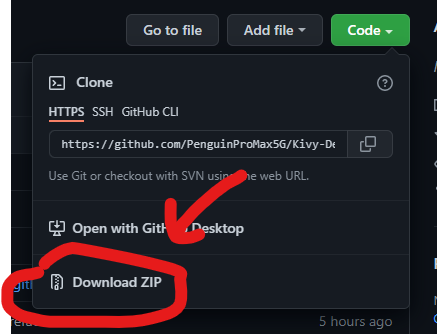 Go to file Add file Code
Clone
HTTPS SSH GitHub CLI
https://github.com/PenguinProMax5G/Kivy-De
Use Git or checkout with SVN using the web URL.
Open with GitHub Desktop
Download ZIP
5 hours ago